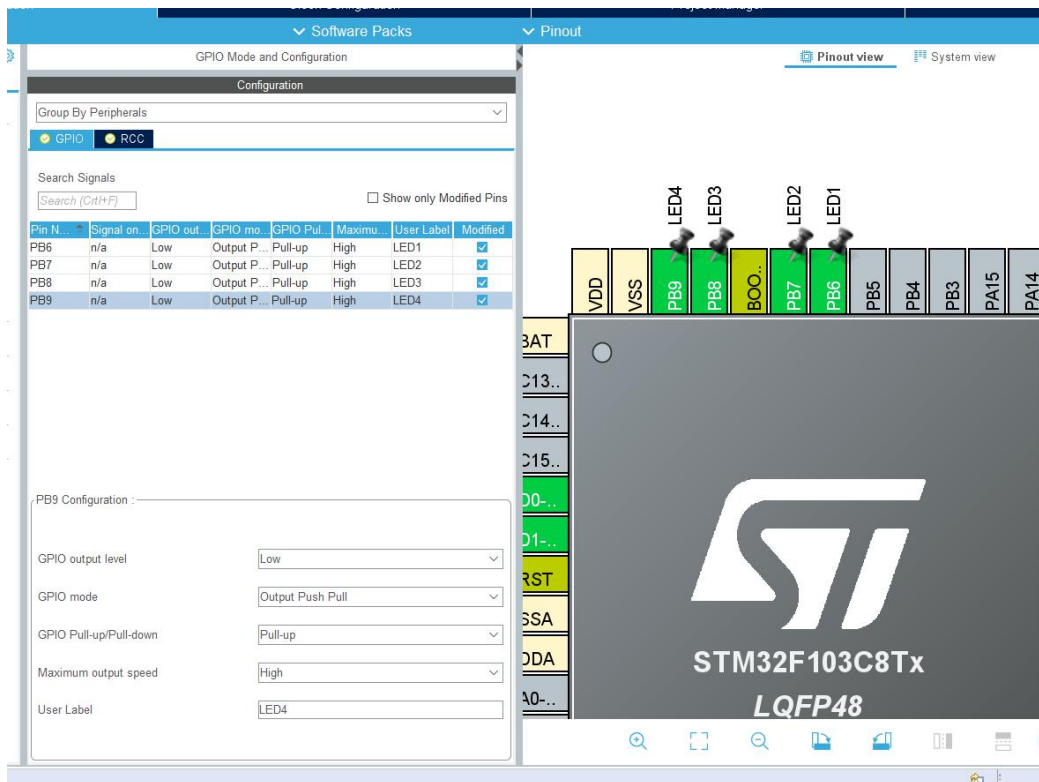 Software Packs
Pinout
GPIO Mode and Configuration
Pinout view
System view
Configuration
Group By Peripherals
GPIO
RCC
Search Signals
Search (Crtl+F)
Show only Modified Pins
Pin N... Signal on... GPIO out... GPIO mo... GPIO Pul... Maximu... User Label Modified
PB6 n/a Low Output P... Pull-up High LED1
PB7 n/a Low Output P... Pull-up High LED2
PB8 n/a Low Output P... Pull-up High LED3
PB9 n/a Low Output P... Pull-up High LED4
PB9 Configuration :
GPIO output level Low
GPIO mode Output Push Pull
GPIO Pull-up/Pull-down Pull-up
Maximum output speed High
User Label LED4
LED4 LED3 LED2 LED1
VDD VSS PB9 PB8 BOO.. PB7 PB6 PB5 PB4 PB3 PA15 PA14
BAT
C13..
C14..
C15..
D0-..
D1-..
RST
SSA
DDA
A0-..
ST
STM32F103C8Tx
LQFP48